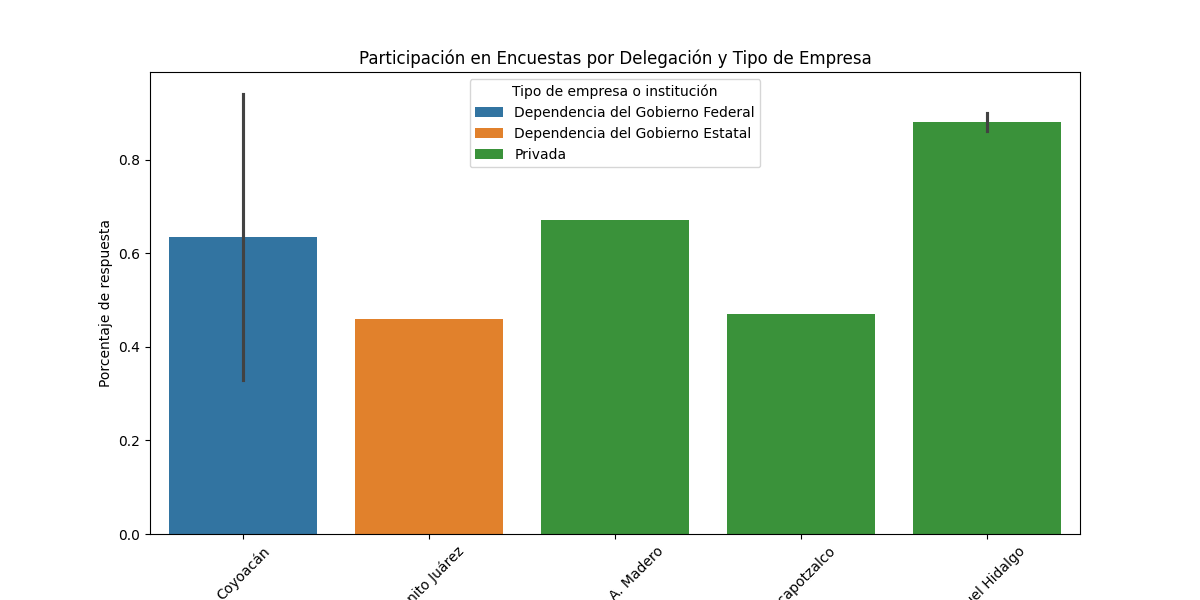 Participación en Encuestas por Delegación y Tipo de Empresa
Tipo de empresa o institución
Dependencia del Gobierno Federal
Dependencia del Gobierno Estatal
Privada
Porcentaje de respuesta
0.8
0.6
0.4
0.2
0.0
Coyoacán
nito Juárez
A. Madero
capotzalco
uel Hidalgo